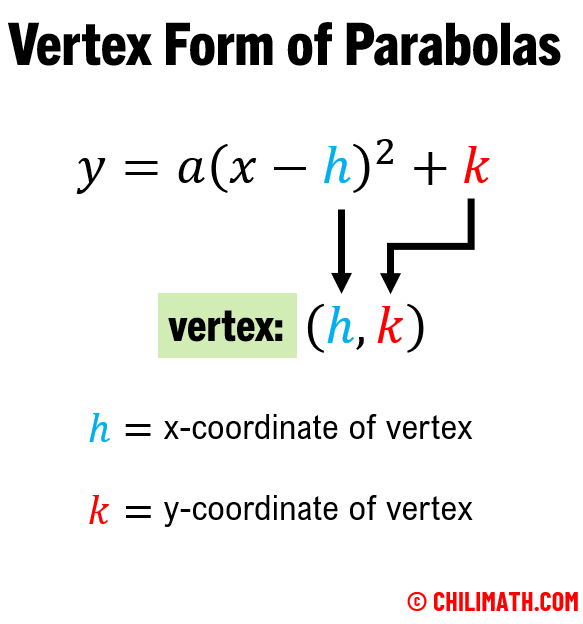 Vertex Form of Parabolas
y = a(x − h)² + k
vertex: (h, k)
h = x-coordinate of vertex
k = y-coordinate of vertex
© CHILIMATH.COM